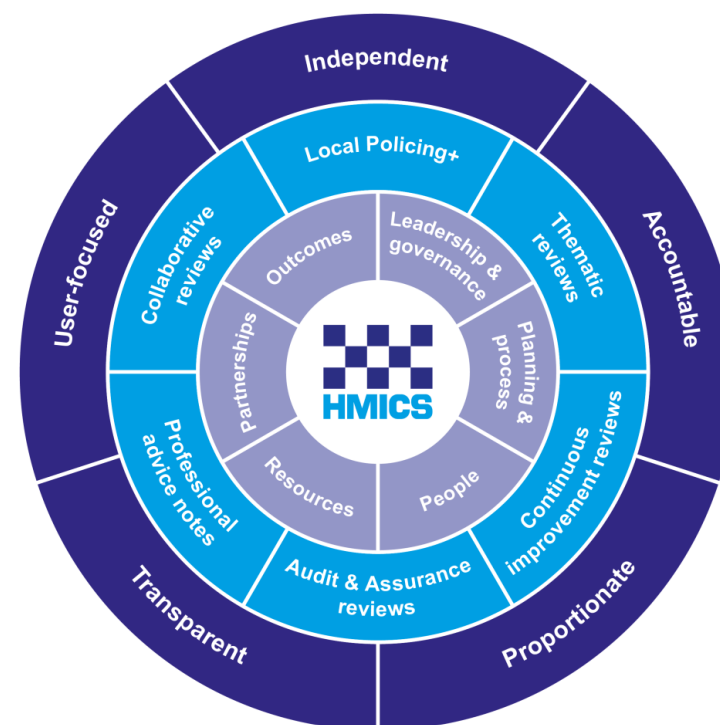 Independent
Accountable
Proportionate
Transparent
User-focused
Local Policing+
Thematic
reviews
Continuous
improvement reviews
Audit & Assurance
reviews
Professional
advice notes
Collaborative
reviews
Leadership &
governance
Planning &
process
People
Resources
Partnerships
Outcomes
HMICS